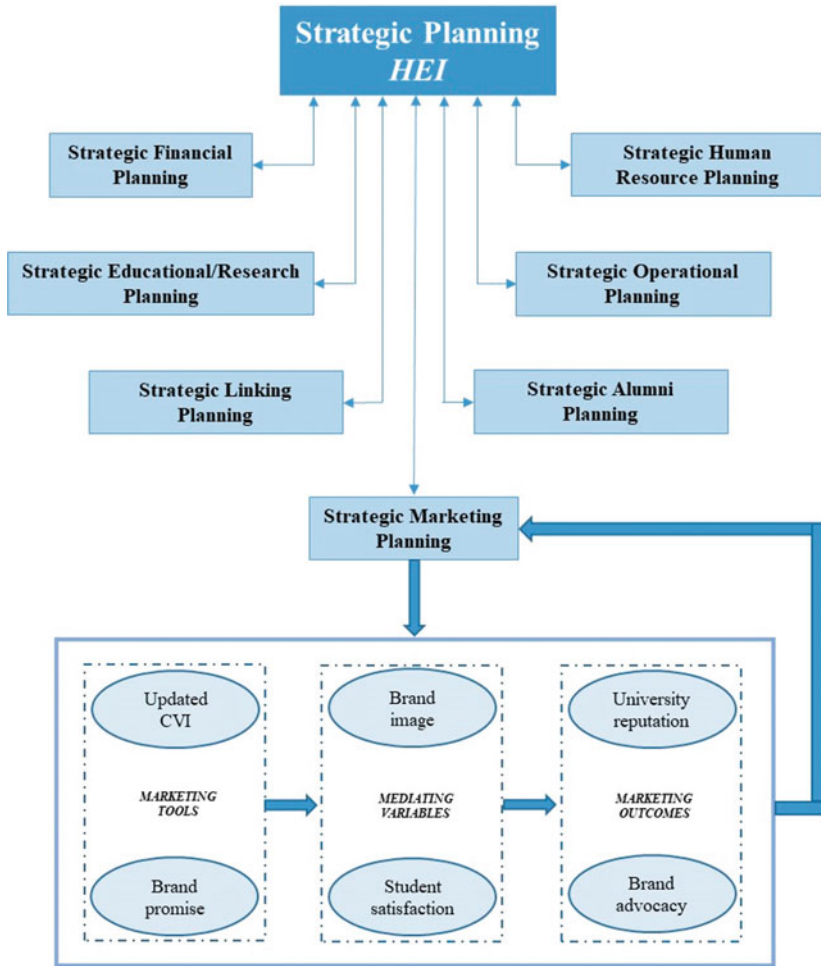 Strategic Planning
HEI
Strategic Financial
Planning
Strategic Human
Resource Planning
Strategic Educational/Research
Planning
Strategic Operational
Planning
Strategic Linking
Planning
Strategic Alumni
Planning
Strategic Marketing
Planning
Updated
CVI
Brand
image
University
reputation
MARKETING
TOOLS
MEDIATING
VARIABLES
MARKETING
OUTCOMES
Brand
promise
Student
satisfaction
Brand
advocacy